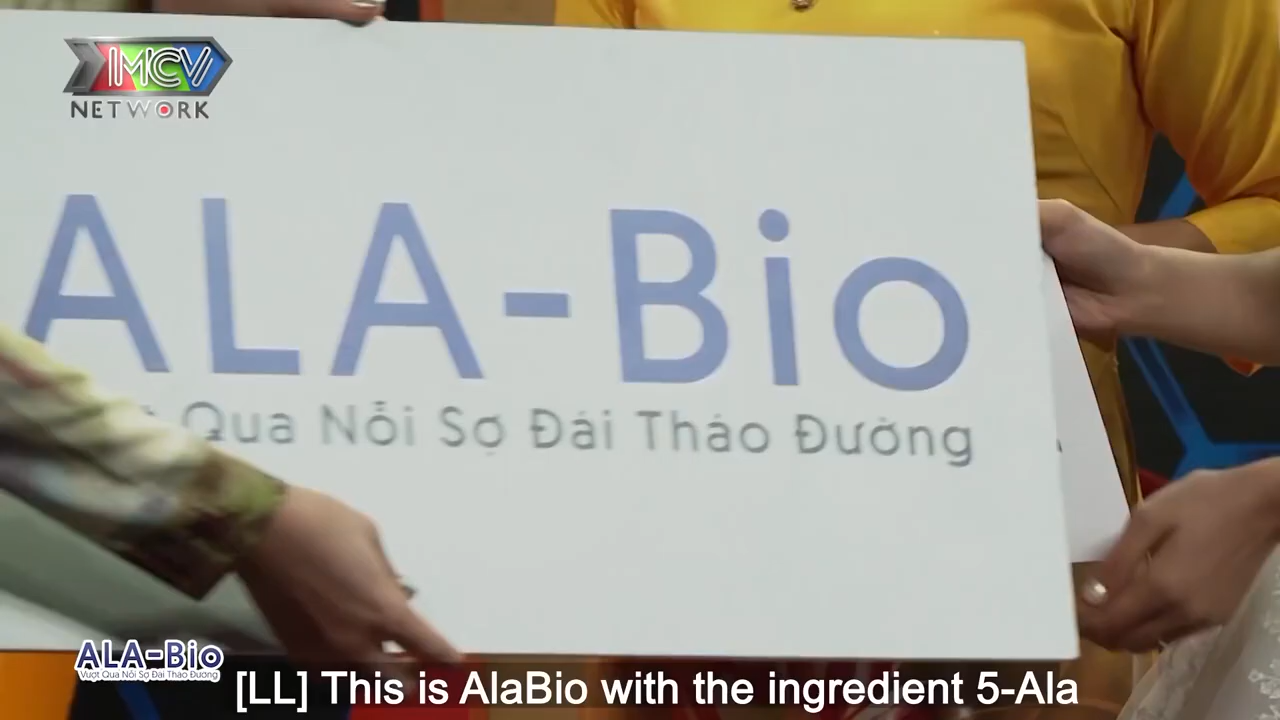 MCV
NETWORK
ALA-Bio
Qua Nỗi Sợ Đái Tháo Đường
ALA-Bio
Vượt Qua Nỗi Sợ Đái Tháo Đường
[LL] This is AlaBio with the ingredient 5-Ala